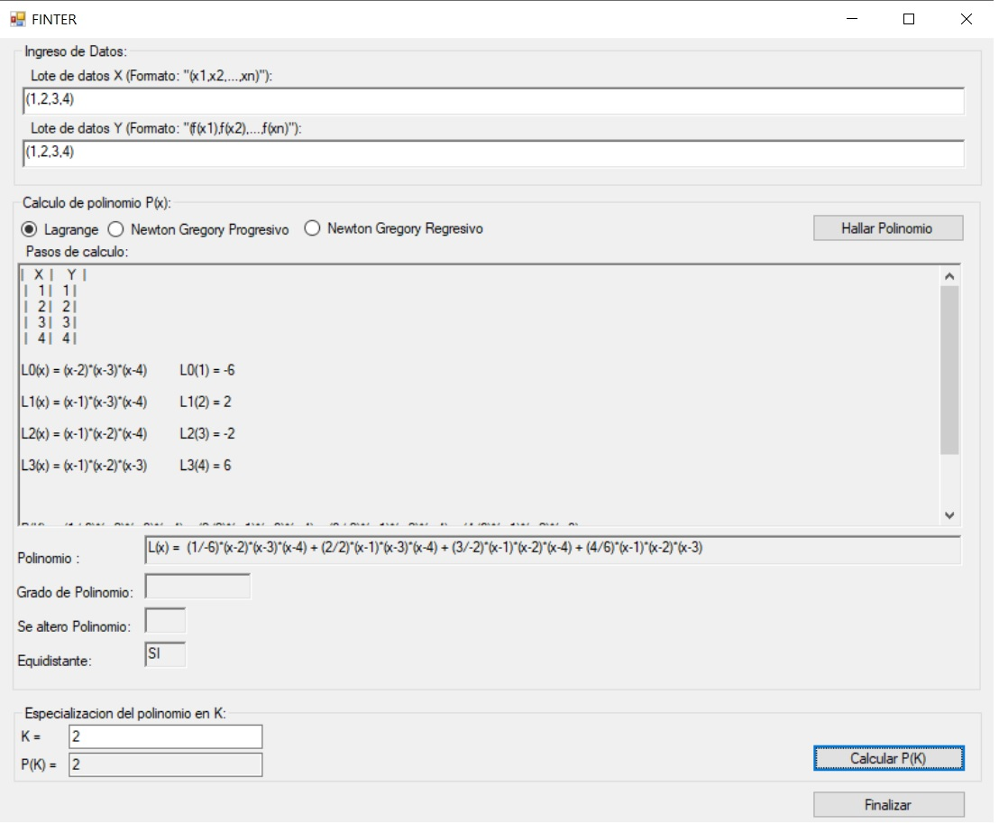 FINTER
Ingreso de Datos:
Lote de datos X (Formato: "(x1,x2,...,xn)"):
(1,2,3,4)
Lote de datos Y (Formato: "(f(x1),f(x2),...,f(xn)"):
(1,2,3,4)
Calculo de polinomio P(x):
Lagrange Newton Gregory Progresivo Newton Gregory Regresivo Hallar Polinomio
Pasos de calculo:
| X | Y |
| 1| 1|
| 2| 2|
| 3| 3|
| 4| 4|
L0(x) = (x-2)*(x-3)*(x-4) L0(1) = -6
L1(x) = (x-1)*(x-3)*(x-4) L1(2) = 2
L2(x) = (x-1)*(x-2)*(x-4) L2(3) = -2
L3(x) = (x-1)*(x-2)*(x-3) L3(4) = 6
Polinomio : L(x) = (1/-6)*(x-2)*(x-3)*(x-4) + (2/2)*(x-1)*(x-3)*(x-4) + (3/-2)*(x-1)*(x-2)*(x-4) + (4/6)*(x-1)*(x-2)*(x-3)
Grado de Polinomio:
Se altero Polinomio:
Equidistante: SI
Especializacion del polinomio en K:
K = 2
P(K) = 2 Calcular P(K)
Finalizar